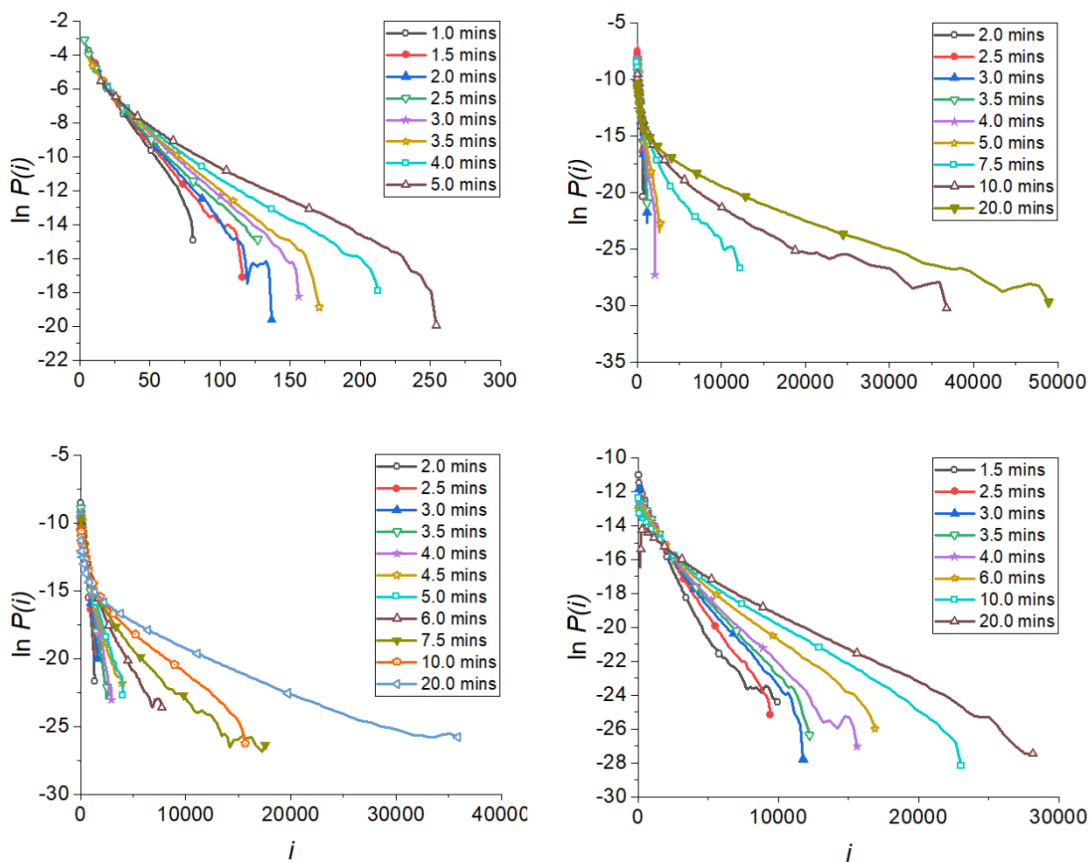 -2
-4
-6
-8
-10
-12
-14
-16
-18
-20
-22
0
50
100
150
200
250
300
ln P(i)
1.0 mins
1.5 mins
2.0 mins
2.5 mins
3.0 mins
3.5 mins
4.0 mins
5.0 mins
-5
-10
-15
-20
-25
-30
-35
0
10000
20000
30000
40000
50000
ln P(i)
2.0 mins
2.5 mins
3.0 mins
3.5 mins
4.0 mins
5.0 mins
7.5 mins
10.0 mins
20.0 mins
-5
-10
-15
-20
-25
-30
0
10000
20000
30000
40000
ln P(i)
i
2.0 mins
2.5 mins
3.0 mins
3.5 mins
4.0 mins
4.5 mins
5.0 mins
6.0 mins
7.5 mins
10.0 mins
20.0 mins
-10
-12
-14
-16
-18
-20
-22
-24
-26
-28
-30
0
10000
20000
30000
ln P(i)
i
1.5 mins
2.5 mins
3.0 mins
3.5 mins
4.0 mins
6.0 mins
10.0 mins
20.0 mins